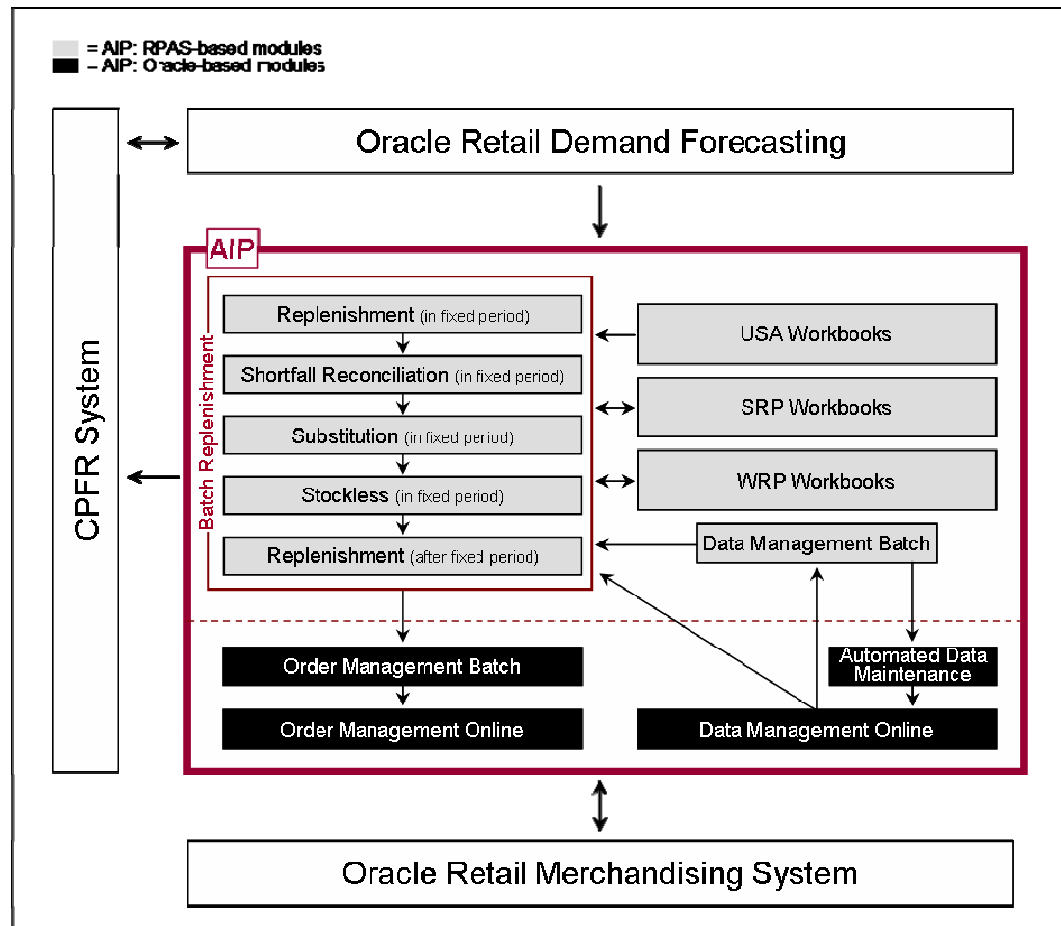 = AIP: RPAS-based modules
= AIP: Oracle-based modules
CPFR System
Oracle Retail Demand Forecasting
AIP
Batch Replenishment
Replenishment (in fixed period)
Shortfall Reconciliation (in fixed period)
Substitution (in fixed period)
Stockless (in fixed period)
Replenishment (after fixed period)
USA Workbooks
SRP Workbooks
WRP Workbooks
Data Management Batch
Order Management Batch
Order Management Online
Automated Data
Maintenance
Data Management Online
Oracle Retail Merchandising System